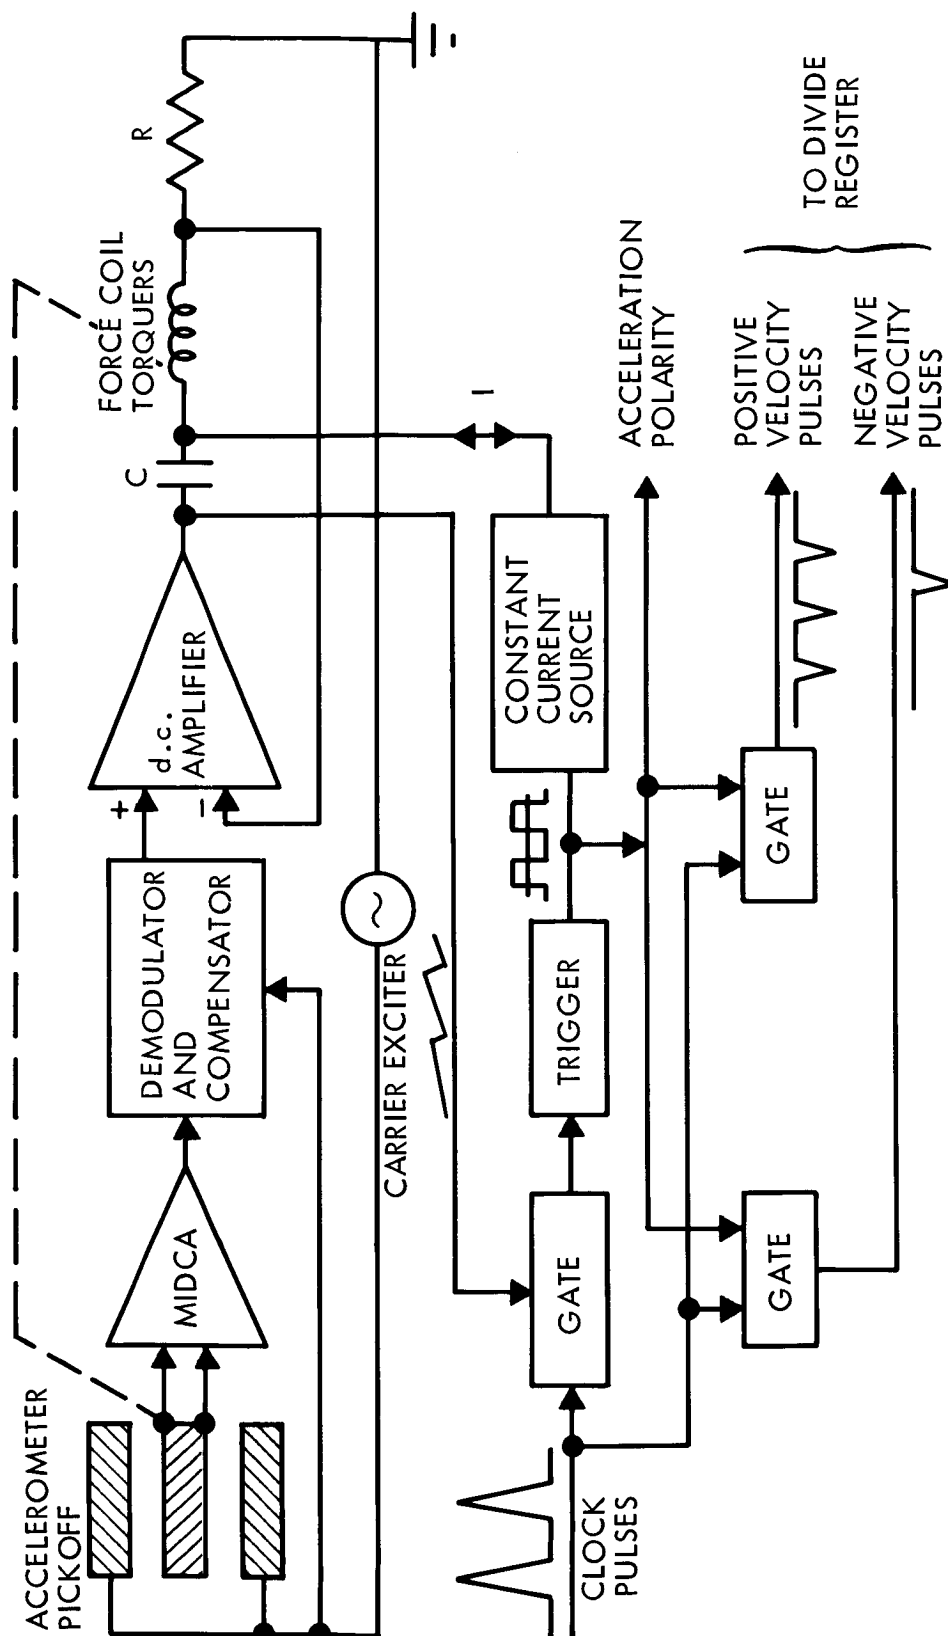 ACCELEROMETER
PICKOFF
MIDCA
DEMODULATOR
AND
COMPENSATOR
+
-
d.c.
AMPLIFIER
C
FORCE COIL
TORQUERS
R
CARRIER EXCITER
I
CLOCK
PULSES
GATE
TRIGGER
CONSTANT
CURRENT
SOURCE
GATE
GATE
ACCELERATION
POLARITY
POSITIVE
VELOCITY
PULSES
NEGATIVE
VELOCITY
PULSES
TO DIVIDE
REGISTER